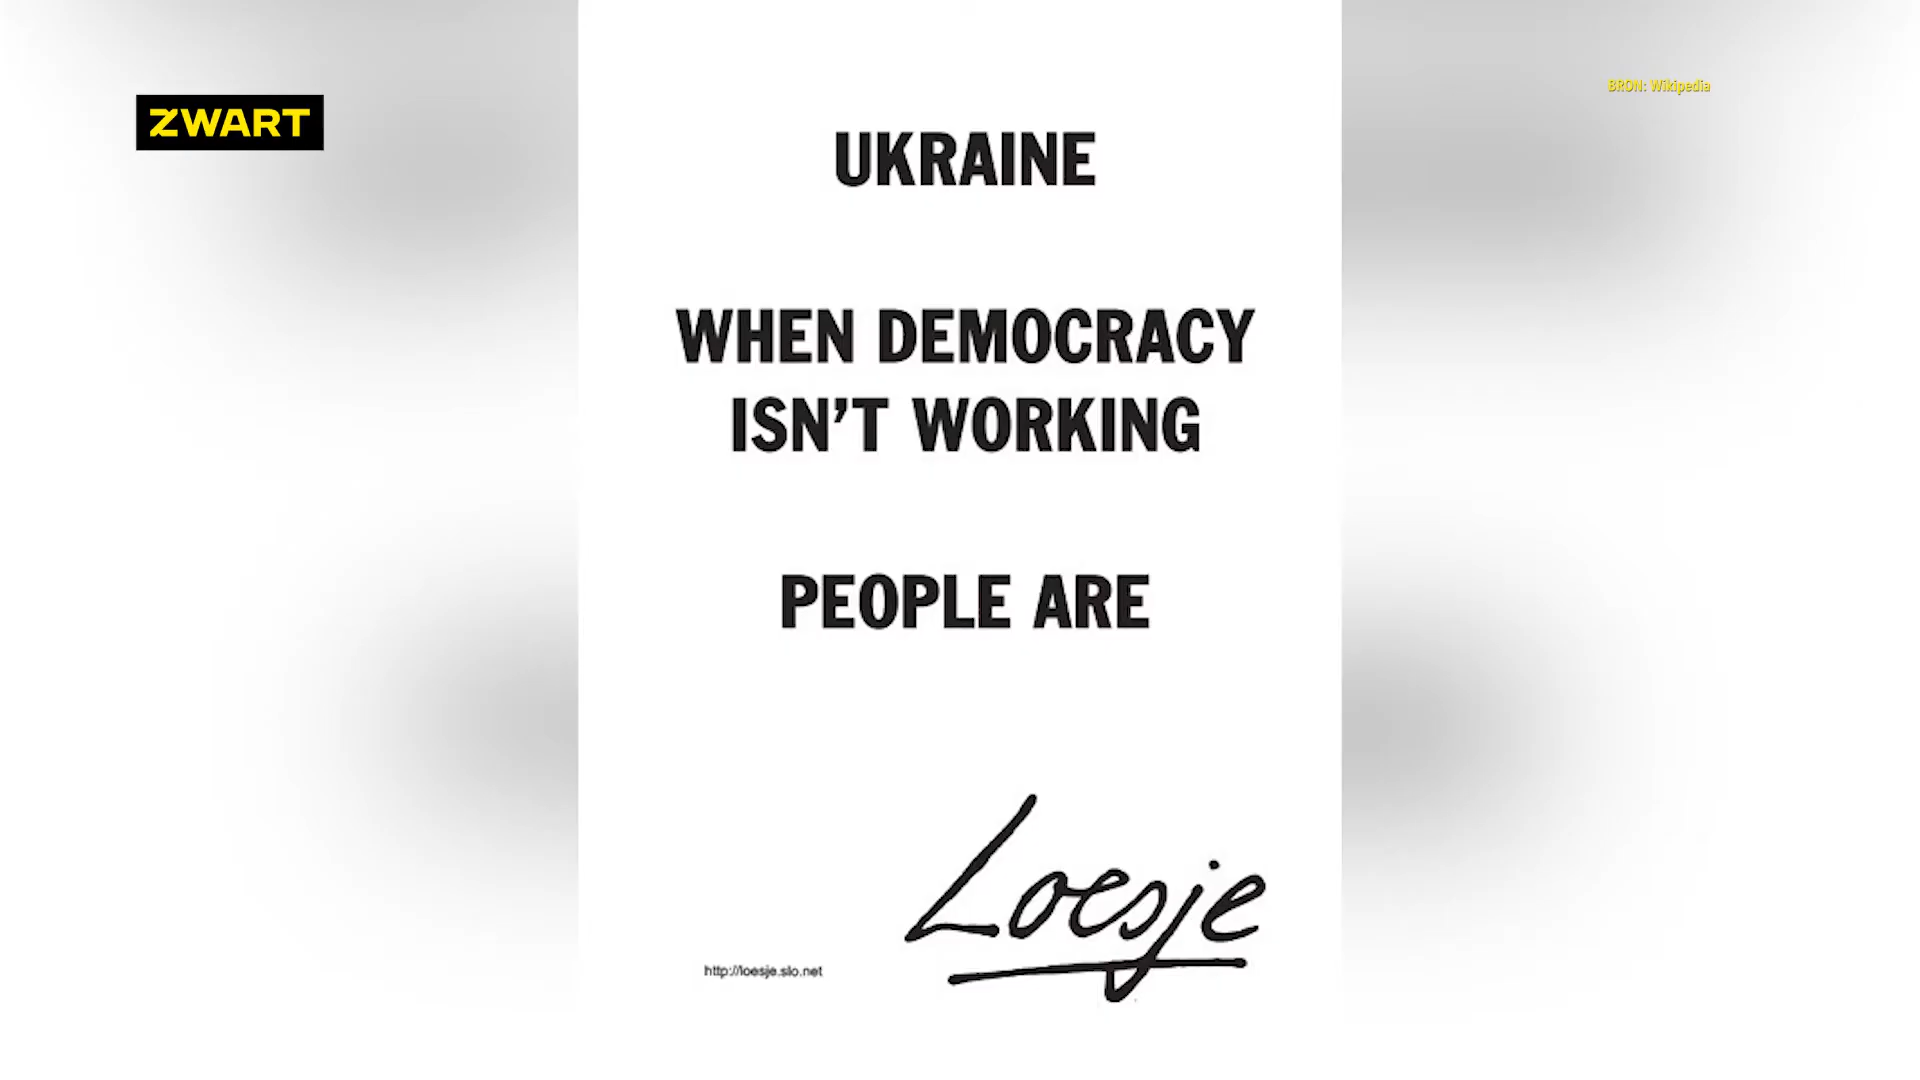 ZWART
BRON: Wikipedia
UKRAINE
WHEN DEMOCRACY
ISN’T WORKING
PEOPLE ARE
Loesje
http://loesje.slo.net